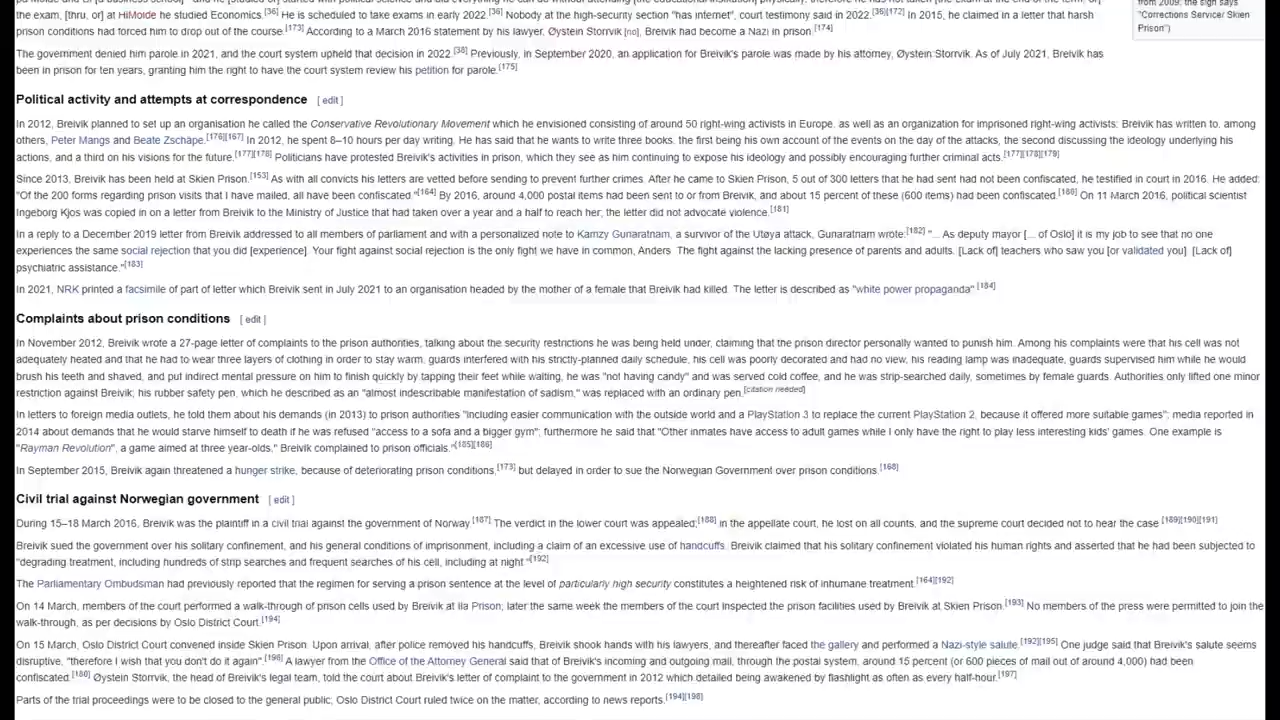 the exam, [thru, or] at HiMolde he studied Economics.[36] He is scheduled to take exams in early 2022.[36] Nobody at the high-security section "has internet", court testimony said in 2022.[36][172] In 2015, he claimed in a letter that harsh
from 2009; the sign says
"Corrections Service/ Skien
Prison")
prison conditions had forced him to drop out of the course.[173] According to a March 2016 statement by his lawyer, Øystein Storrvik [no], Breivik had become a Nazi in prison.[174]
The government denied him parole in 2021, and the court system upheld that decision in 2022.[38] Previously, in September 2020, an application for Breivik's parole was made by his attorney, Øystein Storrvik. As of July 2021, Breivik has
been in prison for ten years, granting him the right to have the court system review his petition for parole.[175]
Political activity and attempts at correspondence [ edit ]
In 2012, Breivik planned to set up an organisation he called the Conservative Revolutionary Movement which he envisioned consisting of around 50 right-wing activists in Europe, as well as an organization for imprisoned right-wing activists; Breivik has written to, among
others, Peter Mangs and Beate Zschäpe.[176][167] In 2012, he spent 8–10 hours per day writing. He has said that he wants to write three books, the first being his own account of the events on the day of the attacks, the second discussing the ideology underlying his
actions, and a third on his visions for the future.[177][178] Politicians have protested Breivik's activities in prison, which they see as him continuing to expose his ideology and possibly encouraging further criminal acts.[177][178][179]
Since 2013, Breivik has been held at Skien Prison.[153] As with all convicts his letters are vetted before sending to prevent further crimes. After he came to Skien Prison, 5 out of 300 letters that he had sent had not been confiscated, he testified in court in 2016. He added:
"Of the 200 forms regarding prison visits that I have mailed, all have been confiscated."[164] By 2016, around 4,000 postal items had been sent to or from Breivik, and about 15 percent of these (600 items) had been confiscated.[180] On 11 March 2016, political scientist
Ingeborg Kjos was copied in on a letter from Breivik to the Ministry of Justice that had taken over a year and a half to reach her; the letter did not advocate violence.[181]
In a reply to a December 2019 letter from Breivik addressed to all members of parliament and with a personalized note to Kamzy Gunaratnam, a survivor of the Utøya attack, Gunaratnam wrote:[182] "... As deputy mayor [... of Oslo] it is my job to see that no one
experiences the same social rejection that you did [experience]. Your fight against social rejection is the only fight we have in common, Anders. The fight against the lacking presence of parents and adults. [Lack of] teachers who saw you [or validated you]. [Lack of]
psychiatric assistance."[183]
In 2021, NRK printed a facsimile of part of letter which Breivik sent in July 2021 to an organisation headed by the mother of a female that Breivik had killed. The letter is described as "white power propaganda".[184]
Complaints about prison conditions [ edit ]
In November 2012, Breivik wrote a 27-page letter of complaints to the prison authorities, talking about the security restrictions he was being held under, claiming that the prison director personally wanted to punish him. Among his complaints were that his cell was not
adequately heated and that he had to wear three layers of clothing in order to stay warm, guards interfered with his strictly-planned daily schedule, his cell was poorly decorated and had no view, his reading lamp was inadequate, guards supervised him while he would
brush his teeth and shaved, and put indirect mental pressure on him to finish quickly by tapping their feet while waiting, he was "not having candy" and was served cold coffee, and he was strip-searched daily, sometimes by female guards. Authorities only lifted one minor
restriction against Breivik; his rubber safety pen, which he described as an "almost indescribable manifestation of sadism," was replaced with an ordinary pen.[citation needed]
In letters to foreign media outlets, he told them about his demands (in 2013) to prison authorities "including easier communication with the outside world and a PlayStation 3 to replace the current PlayStation 2, because it offered more suitable games"; media reported in
2014 about demands that he would starve himself to death if he was refused "access to a sofa and a bigger gym"; furthermore he said that "Other inmates have access to adult games while I only have the right to play less interesting kids' games. One example is
"Rayman Revolution", a game aimed at three year-olds," Breivik complained to prison officials."[185][186]
In September 2015, Breivik again threatened a hunger strike, because of deteriorating prison conditions,[173] but delayed in order to sue the Norwegian Government over prison conditions.[168]
Civil trial against Norwegian government [ edit ]
During 15–18 March 2016, Breivik was the plaintiff in a civil trial against the government of Norway.[187] The verdict in the lower court was appealed;[188] in the appellate court, he lost on all counts, and the supreme court decided not to hear the case.[189][190][191]
Breivik sued the government over his solitary confinement, and his general conditions of imprisonment, including a claim of an excessive use of handcuffs. Breivik claimed that his solitary confinement violated his human rights and asserted that he had been subjected to
"degrading treatment, including hundreds of strip searches and frequent searches of his cell, including at night".[192]
The Parliamentary Ombudsman had previously reported that the regimen for serving a prison sentence at the level of particularly high security constitutes a heightened risk of inhumane treatment.[164][192]
On 14 March, members of the court performed a walk-through of prison cells used by Breivik at Ila Prison; later the same week the members of the court inspected the prison facilities used by Breivik at Skien Prison.[193] No members of the press were permitted to join the
walk-through, as per decisions by Oslo District Court.[194]
On 15 March, Oslo District Court convened inside Skien Prison. Upon arrival, after police removed his handcuffs, Breivik shook hands with his lawyers, and thereafter faced the gallery and performed a Nazi-style salute.[192][195] One judge said that Breivik's salute seems
disruptive, "therefore I wish that you don't do it again".[196] A lawyer from the Office of the Attorney General said that of Breivik's incoming and outgoing mail, through the postal system, around 15 percent (or 600 pieces of mail out of around 4,000) had been
confiscated.[180] Øystein Storrvik, the head of Breivik's legal team, told the court about Breivik's letter of complaint to the government in 2012 which detailed being awakened by flashlight as often as every half-hour.[197]
Parts of the trial proceedings were to be closed to the general public; Oslo District Court ruled twice on the matter, according to news reports.[194][198]